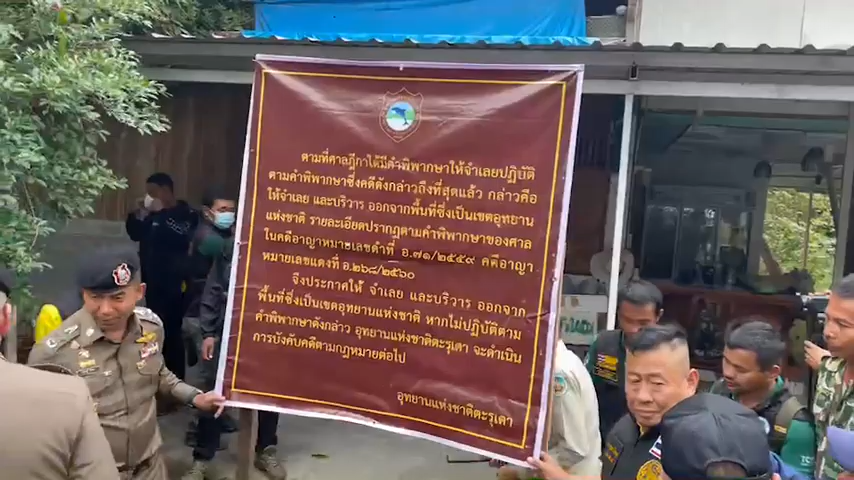 ตามที่ศาลฎีกาได้มีคำพิพากษาให้จำเลยปฏิบัติ
ตามคำพิพากษาซึ่งคดีดังกล่าวถึงที่สุดแล้ว กล่าวคือ
ให้จำเลย และบริวาร ออกจากพื้นที่ซึ่งเป็นเขตอุทยาน
แห่งชาติ รายละเอียดปรากฏตามคำพิพากษาของศาล
ในคดีอาญาหมายเลขดำที่ อ.๗๑/๒๕๕๙ คดีอาญา
หมายเลขแดงที่ อ.๒๖๘/๒๕๖๐
จึงประกาศให้ จำเลย และบริวาร ออกจาก
พื้นที่ซึ่งเป็นเขตอุทยานแห่งชาติ หากไม่ปฏิบัติตาม
คำพิพากษาดังกล่าว อุทยานแห่งชาติตะรุเตา จะดำเนิน
การบังคับคดีตามกฎหมายต่อไป
อุทยานแห่งชาติตะรุเตา